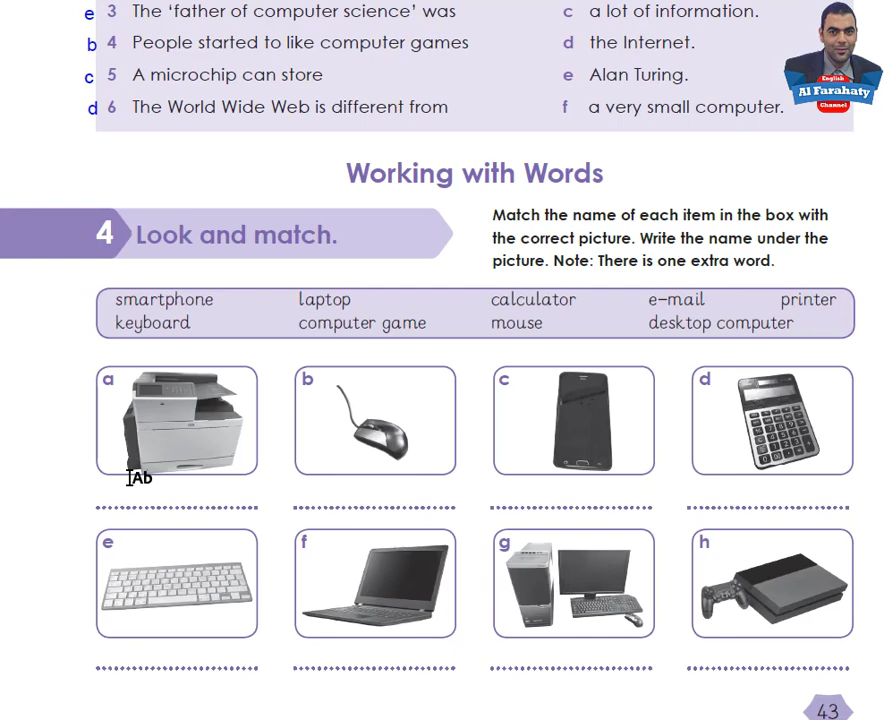 e 3 The ‘father of computer science’ was c a lot of information.
b 4 People started to like computer games d the Internet.
c 5 A microchip can store e Alan Turing.
d 6 The World Wide Web is different from f a very small computer.
English
Al Farahaty
Channel
Working with Words
4 Look and match.
Match the name of each item in the box with
the correct picture. Write the name under the
picture. Note: There is one extra word.
smartphone laptop calculator e-mail printer
keyboard computer game mouse desktop computer
a b c d
Ab
e f g h
43